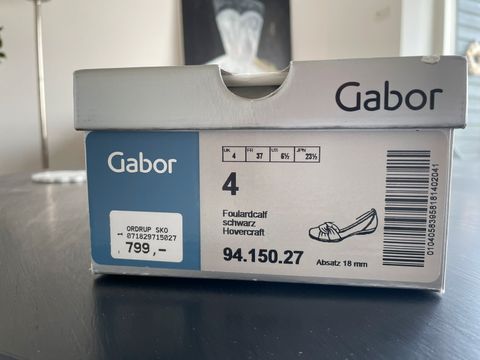 Gabor
Gabor
UK FR US JPN
4 37 6½ 23½
4
Foulardcalf
schwarz
Hovercraft
94.150.27
Absatz 18 mm
ORDRUP SKO
071829715027
799,-